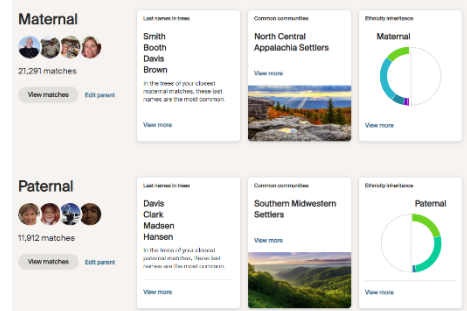 Maternal
21,291 matches
View matches
Edit parent
Last names in trees
Smith
Booth
Davis
Brown
In the trees of your closest
maternal matches, these last
names are the most common.
View more
Common communities
North Central
Appalachia Settlers
View more
Ethnicity inheritance
Maternal
View more
Paternal
11,912 matches
View matches
Edit parent
Last names in trees
Davis
Clark
Madsen
Hansen
In the trees of your closest
paternal matches, these last
names are the most common.
View more
Common communities
Southern Midwestern
Settlers
View more
Ethnicity inheritance
Paternal
View more